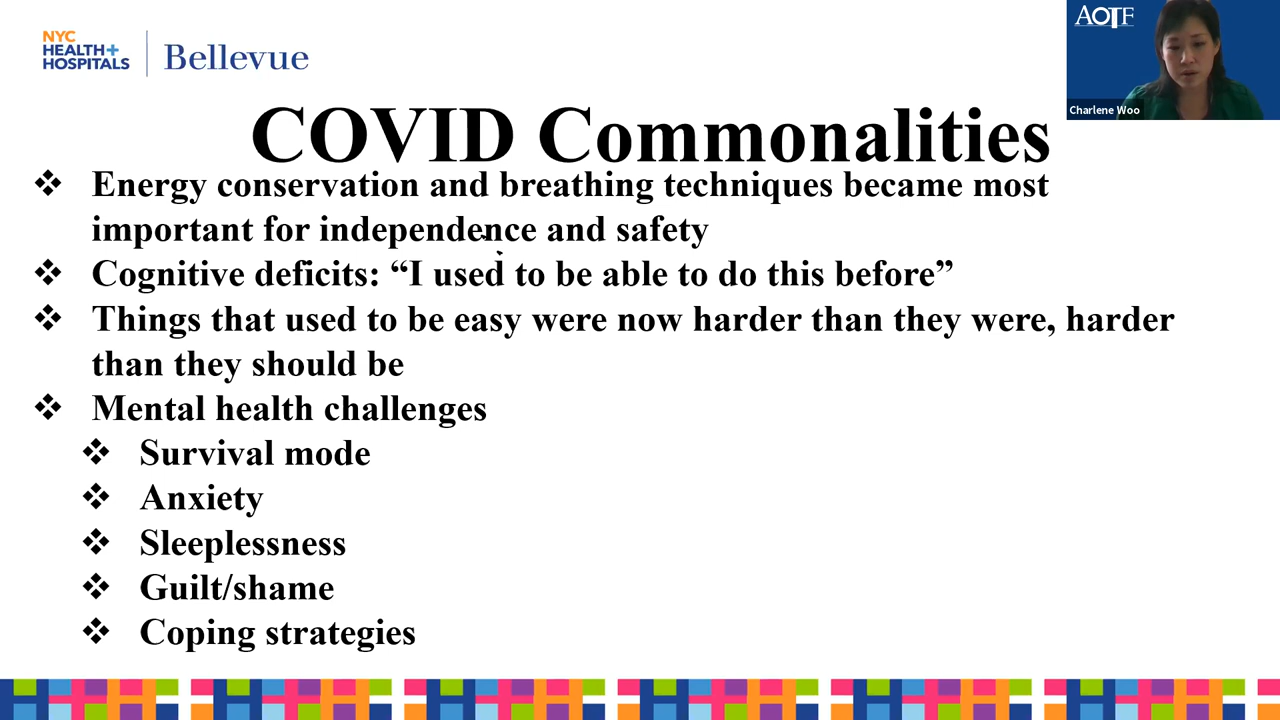 NYC
HEALTH+
HOSPITALS
Bellevue
AOTF
Charlene Woo
COVID Commonalities
❖ Energy conservation and breathing techniques became most
important for independence and safety
❖ Cognitive deficits: “I used to be able to do this before”
❖ Things that used to be easy were now harder than they were, harder
than they should be
❖ Mental health challenges
❖ Survival mode
❖ Anxiety
❖ Sleeplessness
❖ Guilt/shame
❖ Coping strategies